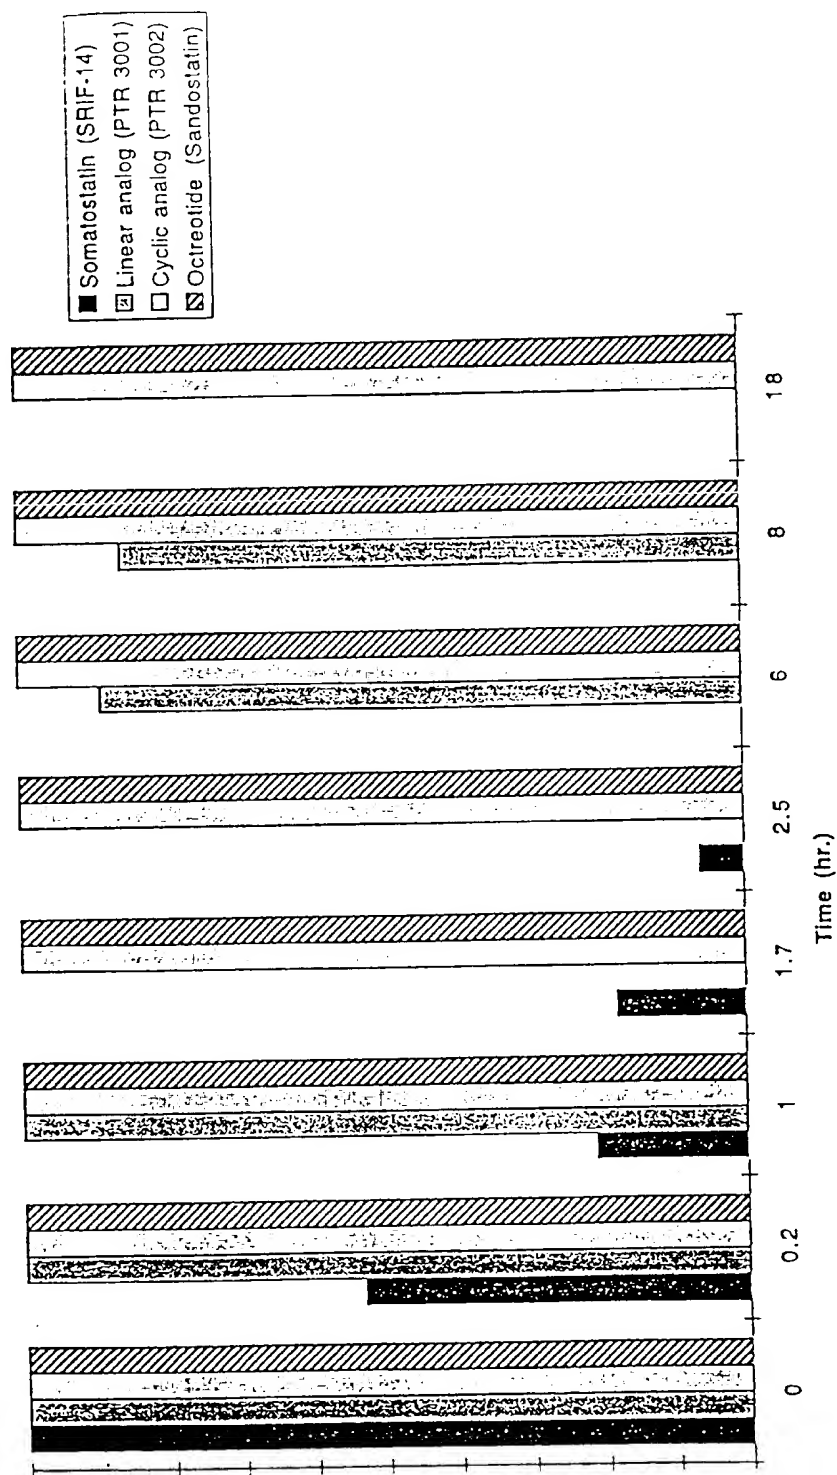 Somatostatin (SRIF-14)
Linear analog (PTR 3001)
Cyclic analog (PTR 3002)
Octreotide (Sandostatin)
0
0.2
1
1.7
2.5
6
8
18
Time (hr.)